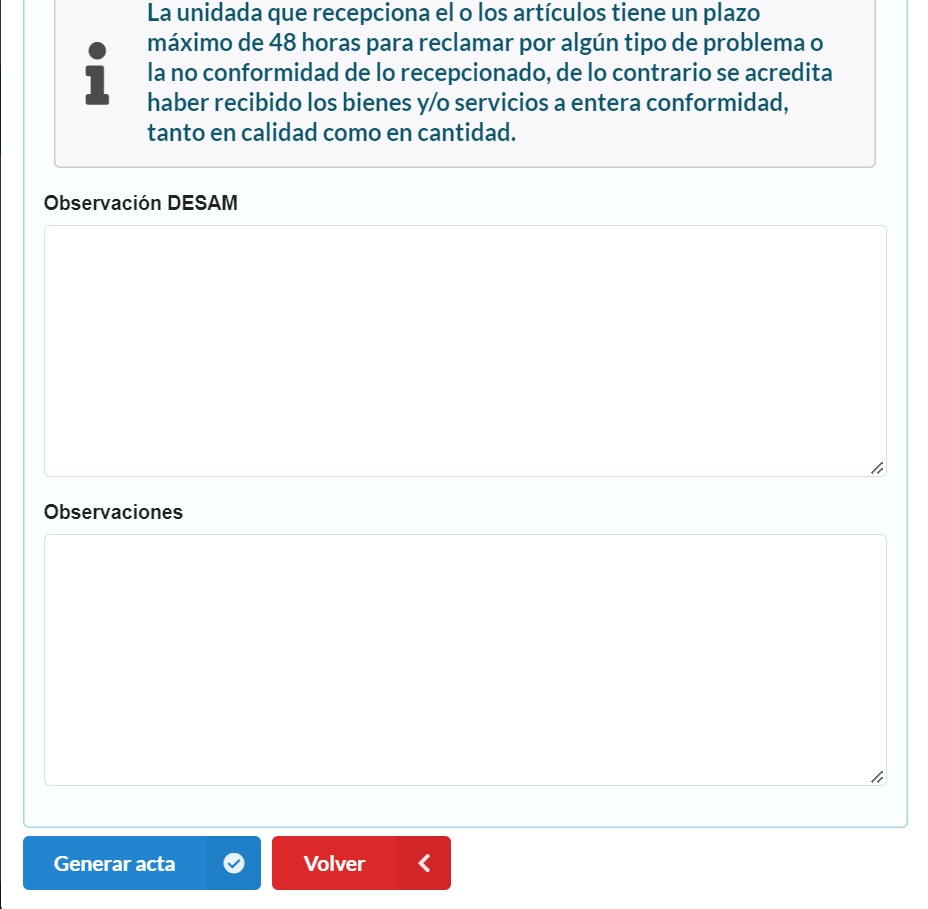 La unidada que recepciona el o los artículos tiene un plazo
máximo de 48 horas para reclamar por algún tipo de problema o
la no conformidad de lo recepcionado, de lo contrario se acredita
haber recibido los bienes y/o servicios a entera conformidad,
tanto en calidad como en cantidad.
Observación DESAM
Observaciones
Generar acta
Volver